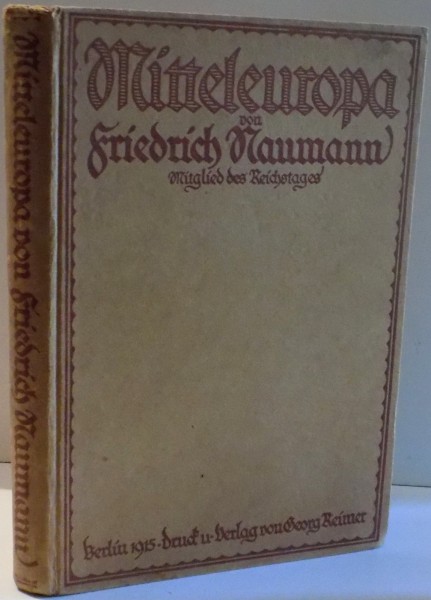 Mitteleuropa
von
Friedrich Naumann
Mitglied des Reichstages
Berlin 1915 · Druck u. Verlag von Georg Reimer
Mitteleuropa von Friedrich Naumann